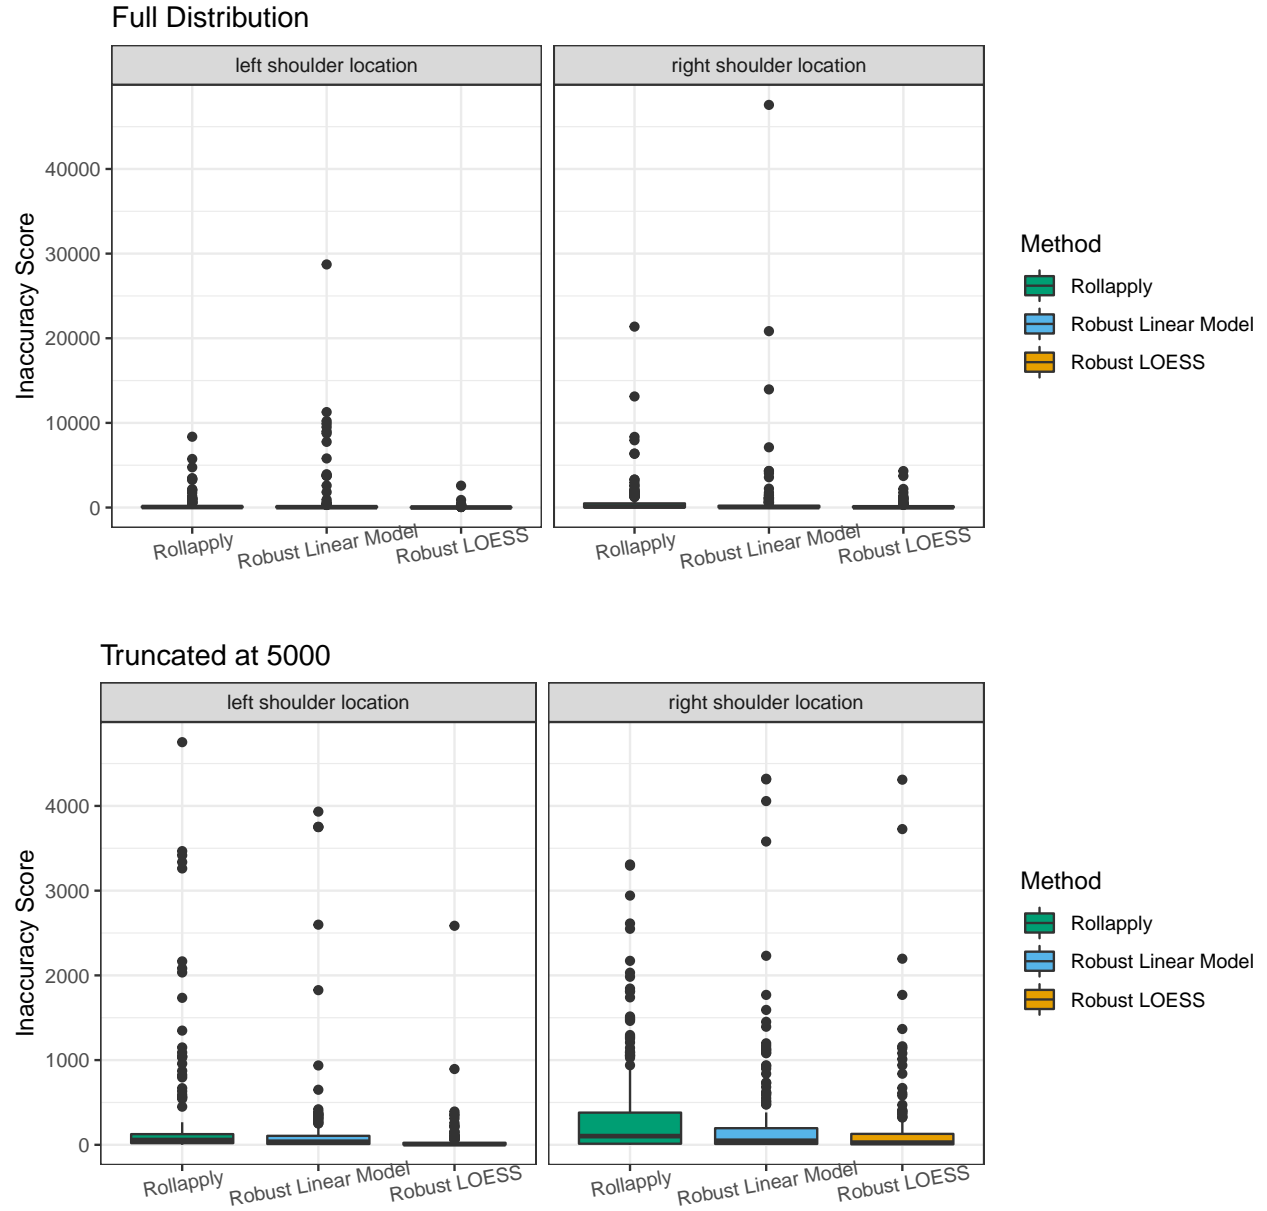 Full Distribution
left shoulder location
right shoulder location
Inaccuracy Score
40000
30000
20000
10000
0
Rollapply
Robust Linear Model
Robust LOESS
Rollapply
Robust Linear Model
Robust LOESS
Method
Rollapply
Robust Linear Model
Robust LOESS
Truncated at 5000
left shoulder location
right shoulder location
Inaccuracy Score
4000
3000
2000
1000
0
Rollapply
Robust Linear Model
Robust LOESS
Rollapply
Robust Linear Model
Robust LOESS
Method
Rollapply
Robust Linear Model
Robust LOESS